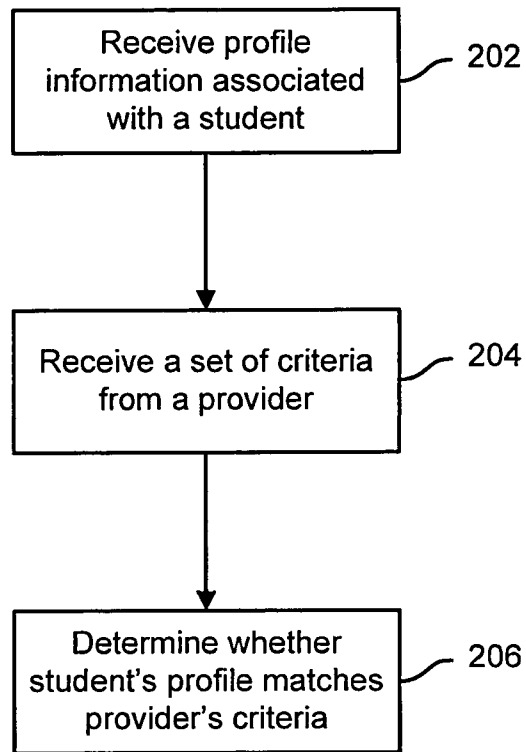 Receive profile
information associated
with a student
202
Receive a set of criteria
from a provider
204
Determine whether
student's profile matches
provider's criteria
206